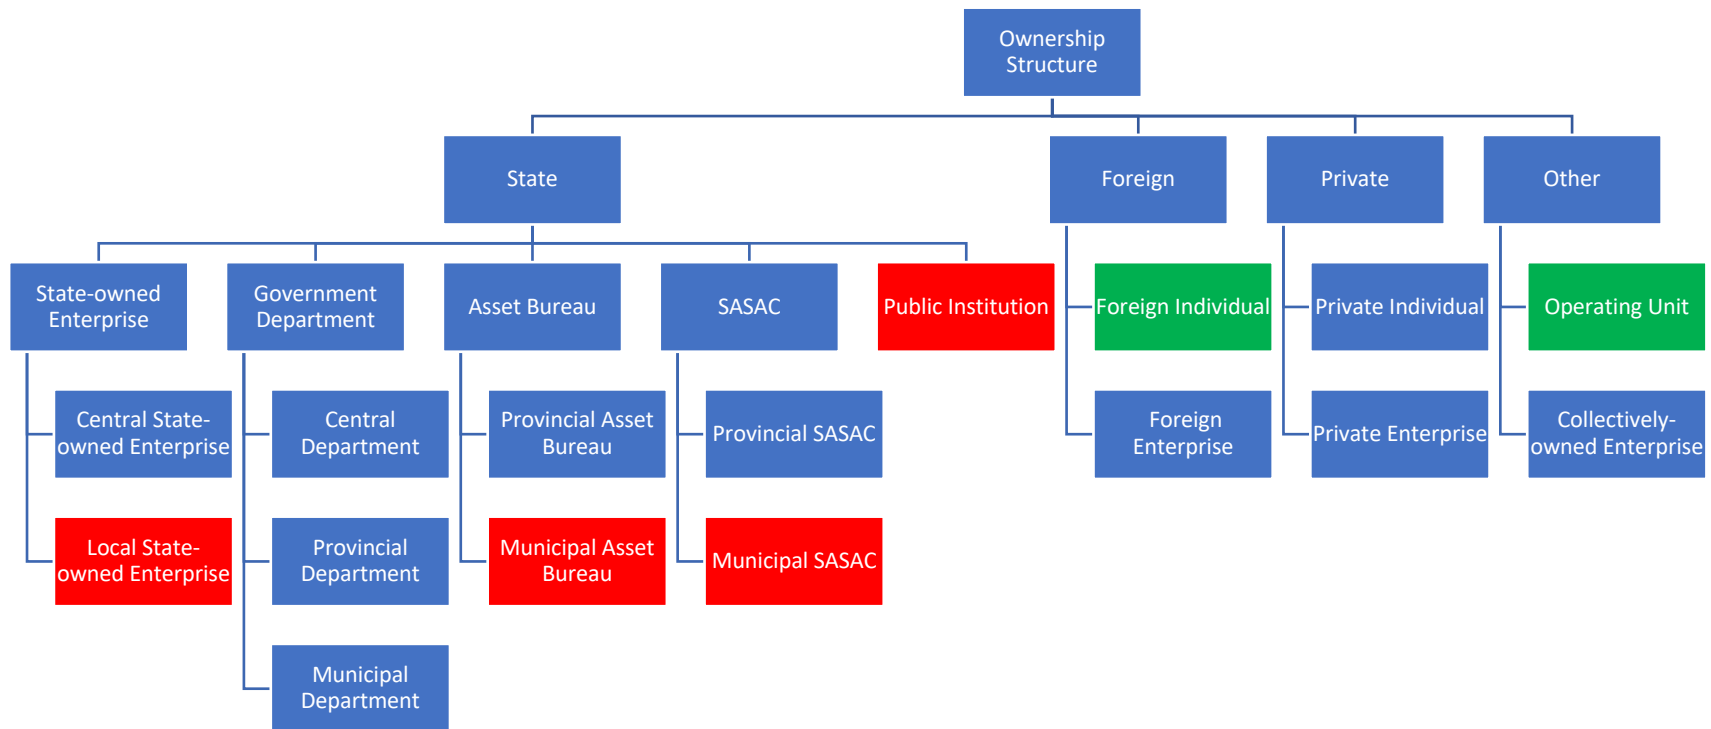 Ownership
Structure
State
Foreign
Private
Other
State-owned
Enterprise
Government
Department
Asset Bureau
SASAC
Public Institution
Foreign Individual
Private Individual
Operating Unit
Central State-
owned Enterprise
Central
Department
Provincial Asset
Bureau
Provincial SASAC
Foreign
Enterprise
Private Enterprise
Collectively-
owned Enterprise
Local State-
owned Enterprise
Provincial
Department
Municipal Asset
Bureau
Municipal SASAC
Municipal
Department